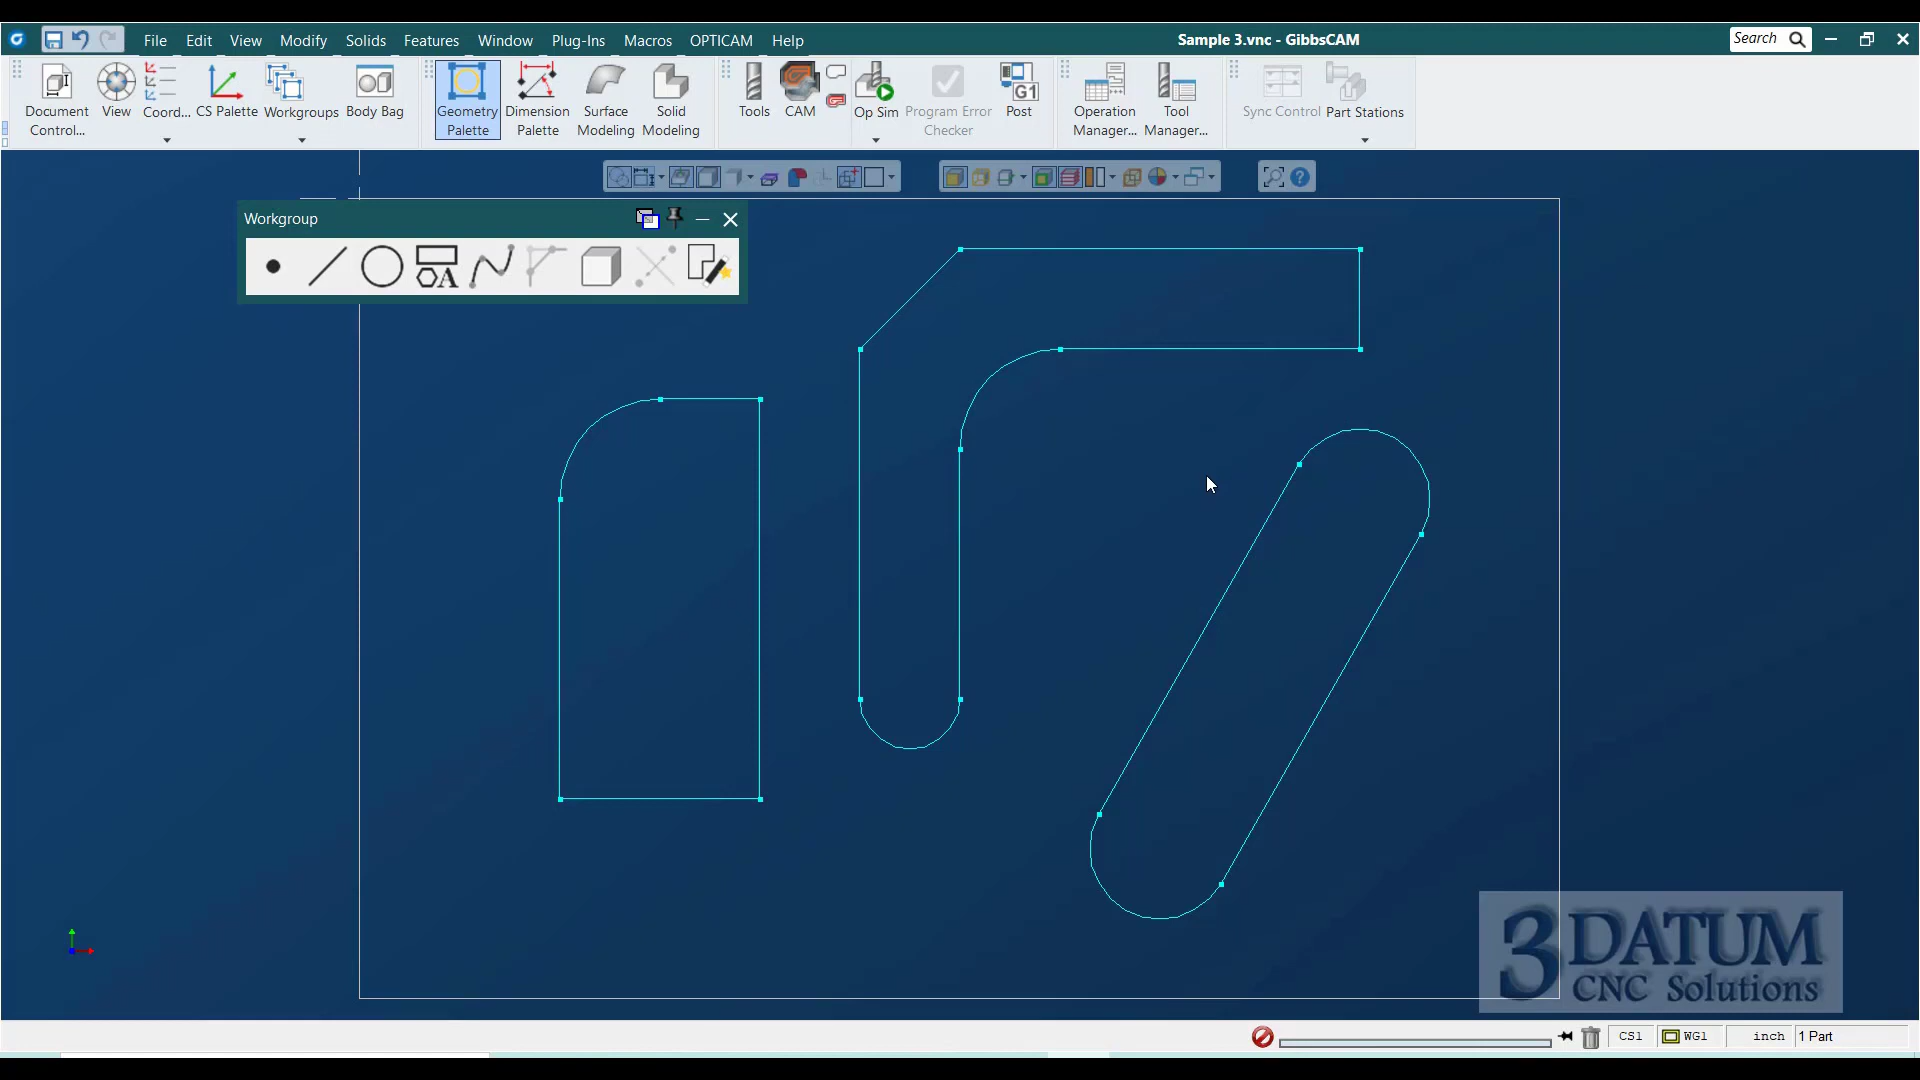 File Edit View Modify Solids Features Window Plug-Ins Macros OPTICAM Help
Sample 3.vnc - GibbsCAM
Search
Document Control...
View
Coord...
CS Palette
Workgroups
Body Bag
Geometry Palette
Dimension Palette
Surface Modeling
Solid Modeling
Tools
CAM
Op Sim
Program Error Checker
G1
Post
Operation Manager...
Tool Manager...
Sync Control
Part Stations
Workgroup
A
3DATUM
CNC Solutions
CS1
WG1
inch
1 Part